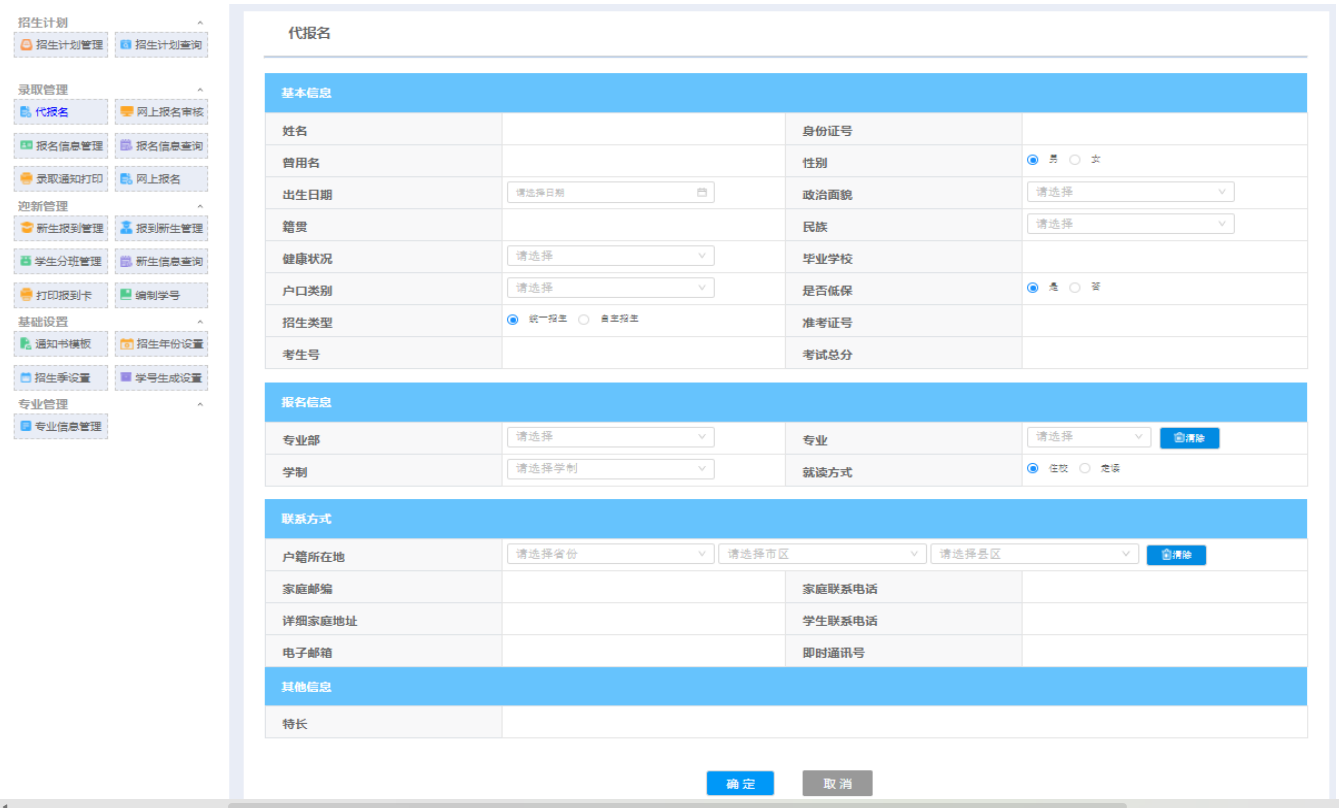 招生计划
招生计划管理 招生计划查询
录取管理
代报名 网上报名审核
报名信息管理 报名信息查询
录取通知打印 网上报名
迎新管理
新生报到管理 报到新生管理
学生分班管理 新生信息查询
打印报到卡 编制学号
基础设置
通知书模板 招生年份设置
招生季设置 学号生成设置
专业管理
专业信息管理
代报名
基本信息
姓名 身份证号
曾用名 性别 男 女
出生日期 请选择日期 政治面貌 请选择
籍贯 民族 请选择
健康状况 请选择 毕业学校
户口类别 请选择 是否低保 是 否
招生类型 统一招生 自主招生 准考证号
考生号 考试总分
报名信息
专业部 请选择 专业 请选择 清除
学制 请选择学制 就读方式 住校 走读
联系方式
户籍所在地 请选择省份 请选择市区 请选择县区 清除
家庭邮编 家庭联系电话
详细家庭地址 学生联系电话
电子邮箱 即时通讯号
其他信息
特长
确定 取消